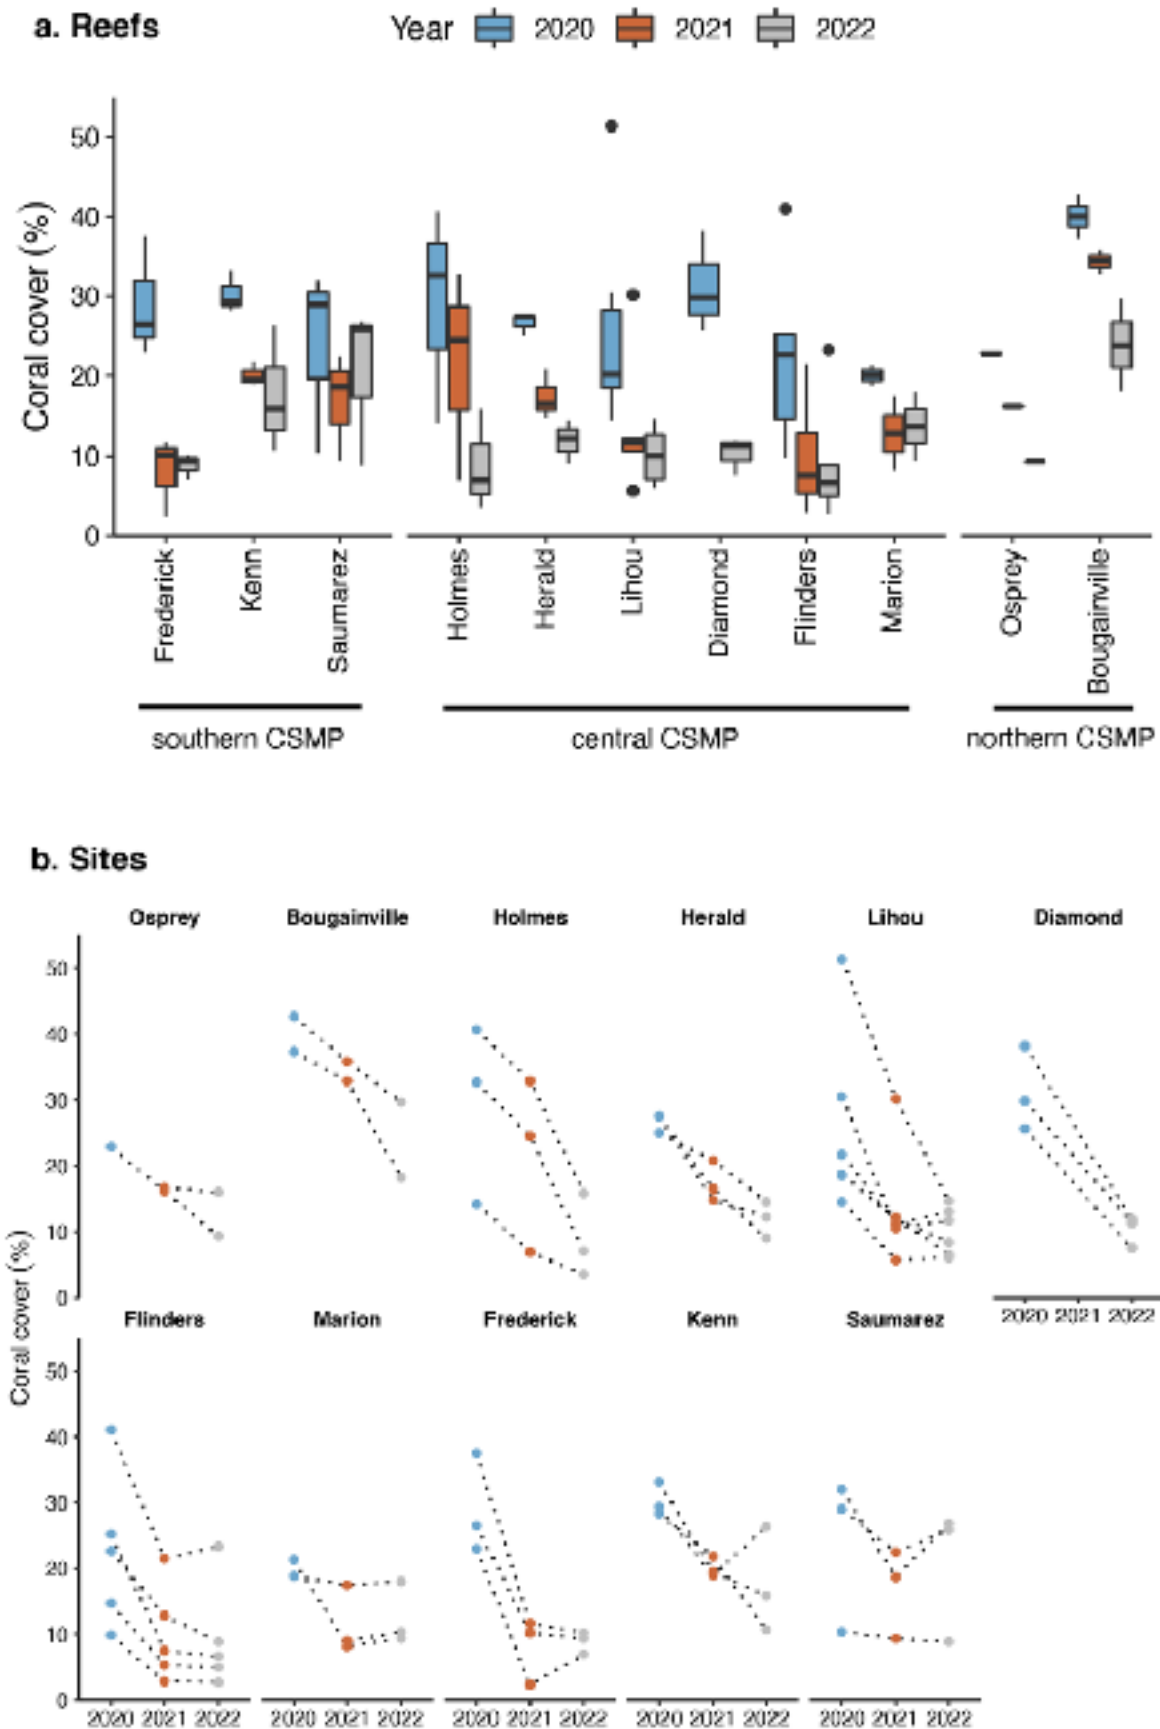 a. Reefs
Year 2020 2021 2022
Coral cover (%)
50
40
30
20
10
0
Frederick
Kenn
Saumarez
Holmes
Herald
Lihou
Diamond
Flinders
Marion
Osprey
Bougainville
southern CSMP
central CSMP
northern CSMP
b. Sites
Osprey Bougainville Holmes Herald Lihou Diamond
Coral cover (%)
50
40
30
20
10
0
2020 2021 2022
Flinders Marion Frederick Kenn Saumarez
50
40
30
20
10
0
2020 2021 2022 2020 2021 2022 2020 2021 2022 2020 2021 2022 2020 2021 2022